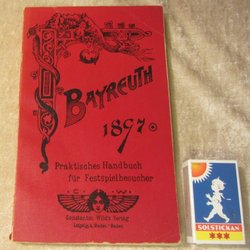 BAYREUTH
1897.
Praktisches Handbuch
für Festspielbesucher
C W
Constantin Wild's Verlag
Leipzig u. Baden-Baden
SOLSTICKAN